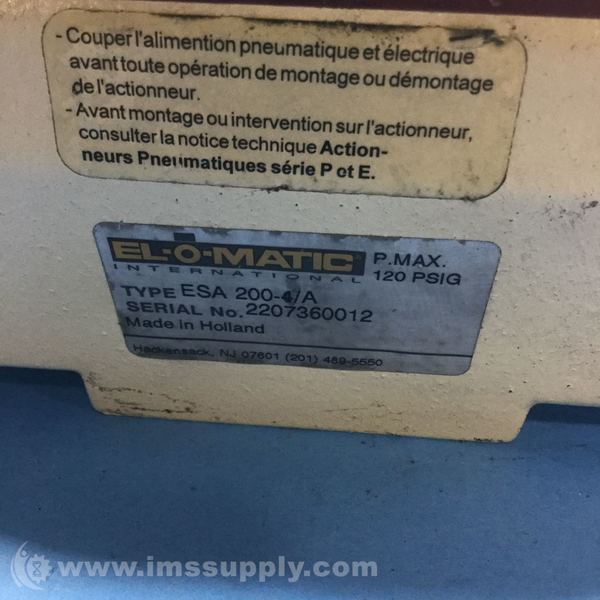 - Couper l'alimention pneumatique et électrique
avant toute opération de montage ou démontage
de l'actionneur.
- Avant montage ou intervention sur l'actionneur,
consulter la notice technique Action-
neurs Pneumatiques série P et E.
EL-O-MATIC
INTERNATIONAL
P.MAX.
120 PSIG
TYPE ESA 200-4/A
SERIAL No. 2207360012
Made in Holland
Hackensack, NJ 07601 (201) 489-5550
www.imssupply.com